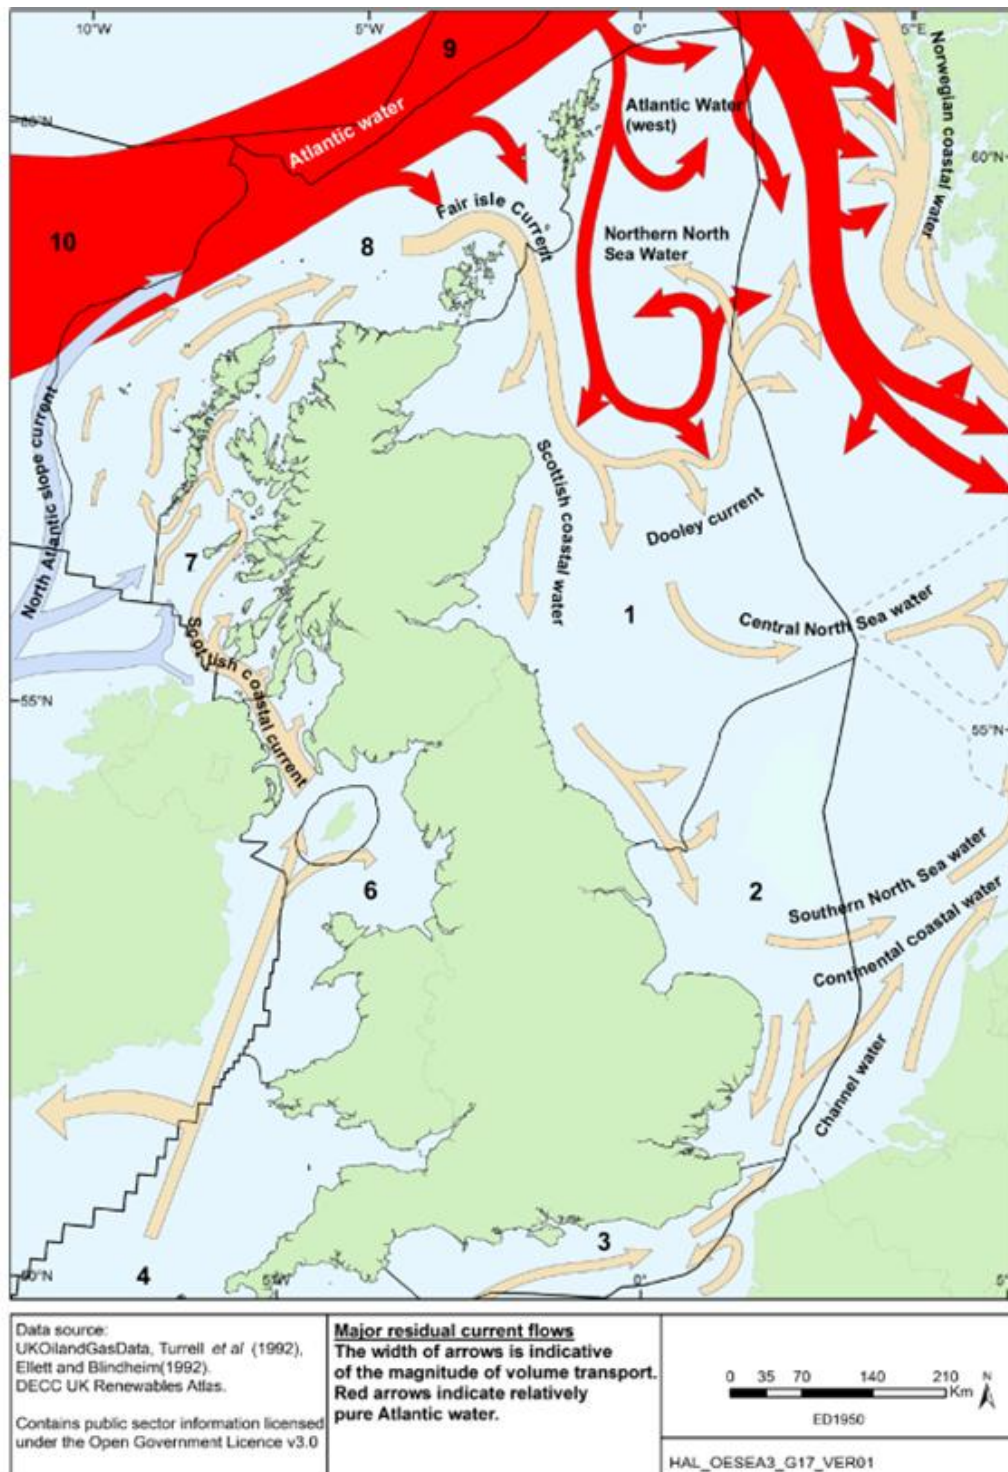 10°W
5°W
0°
5°E
9
Atlantic water
Atlantic Water
(west)
Norwegian coastal water
60°N
60°N
Fair isle Current
10
8
Northern North
Sea Water
North Atlantic slope current
Scottish coastal water
Dooley current
7
1
Central North Sea water
Scottish coastal current
55°N
55°N
6
2
Southern North Sea water
Continental coastal water
Channel water
3
4
50°N
5°W
0°
5°
Data source:
UKOilandGasData, Turrell et al (1992),
Ellett and Blindheim(1992).
DECC UK Renewables Atlas.
Contains public sector information licensed
under the Open Government Licence v3.0
Major residual current flows
The width of arrows is indicative
of the magnitude of volume transport.
Red arrows indicate relatively
pure Atlantic water.
0 35 70 140 210
Km
N
ED1950
HAL_OESEA3_G17_VER01